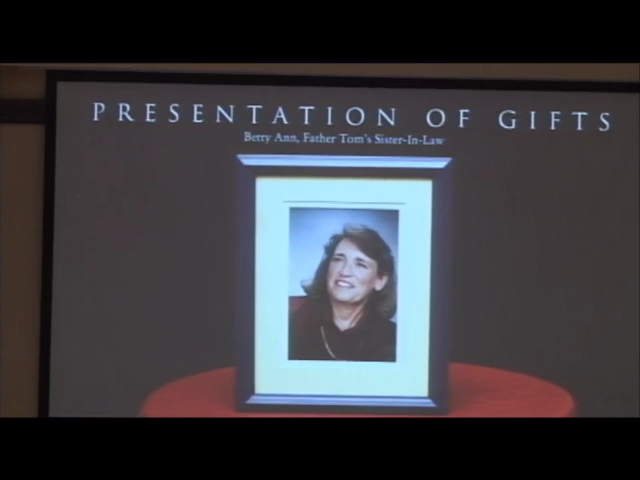 PRESENTATION OF GIFTS
Betty Ann, Father Tom's Sister-In-Law